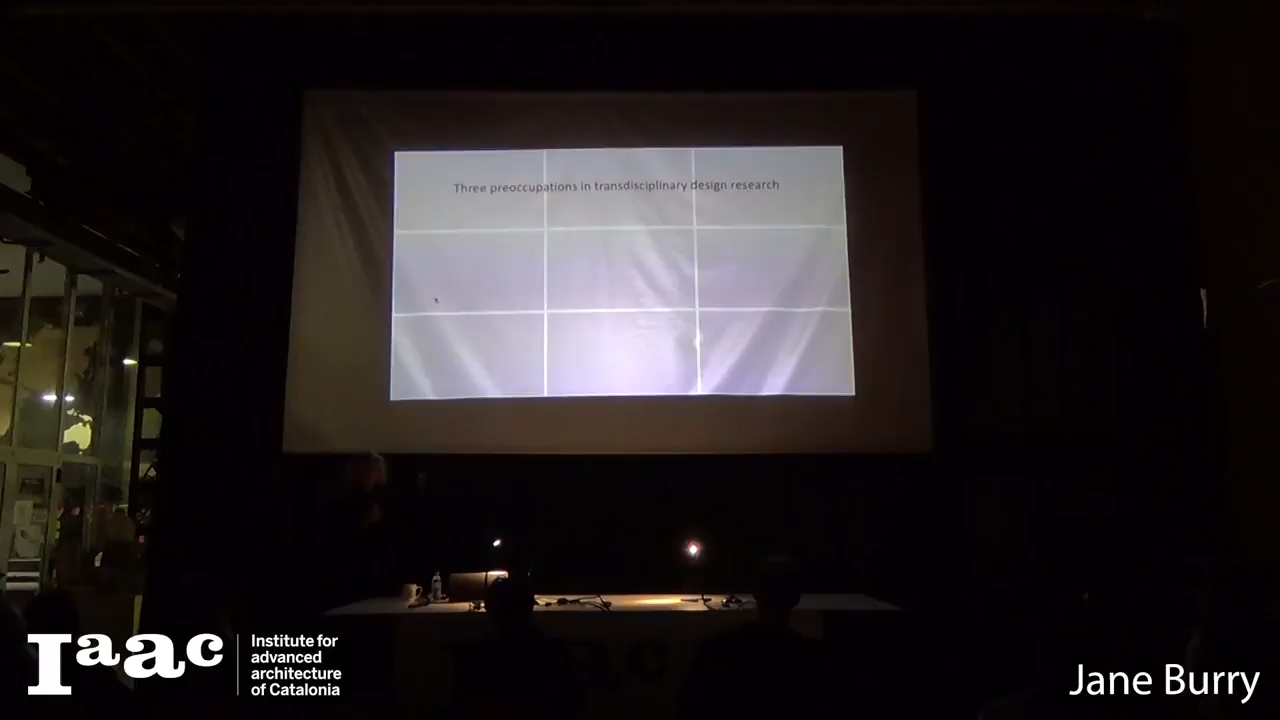 Three preoccupations in transdisciplinary design research
Iaac
Institute for
advanced
architecture
of Catalonia
Jane Burry